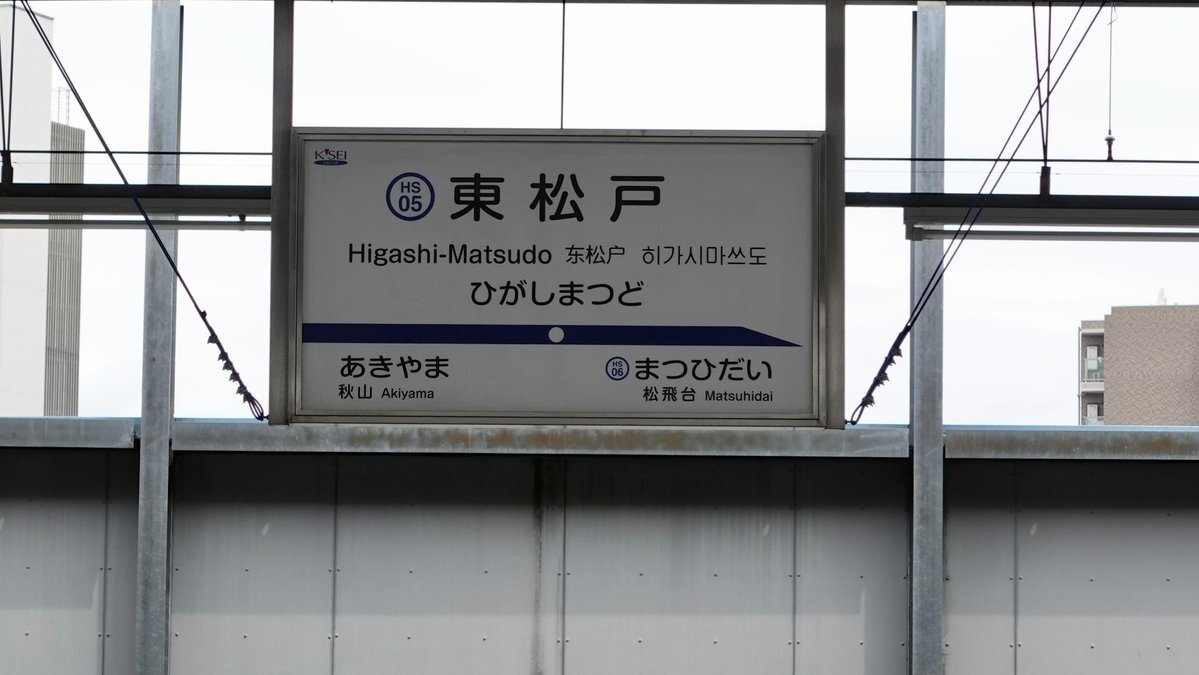 K'SEI
GROUP
HS
05
東松戸
Higashi-Matsudo 东松户 히가시마쓰도
ひがしまつど
あきやま
秋山 Akiyama
HS
06
まつひだい
松飛台 Matsuhidai